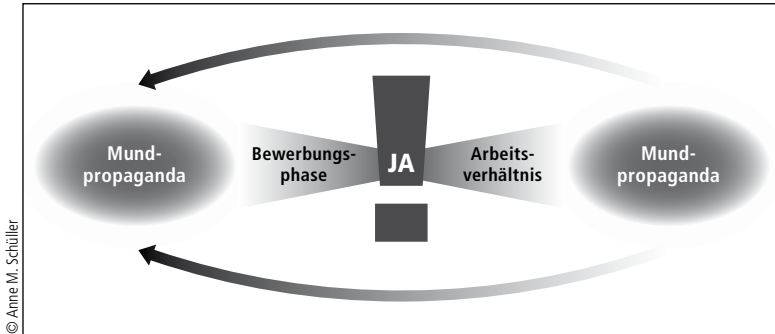 Mund-
propaganda
Bewerbungs-
phase
JA
Arbeits-
verhältnis
Mund-
propaganda
© Anne M. Schüller